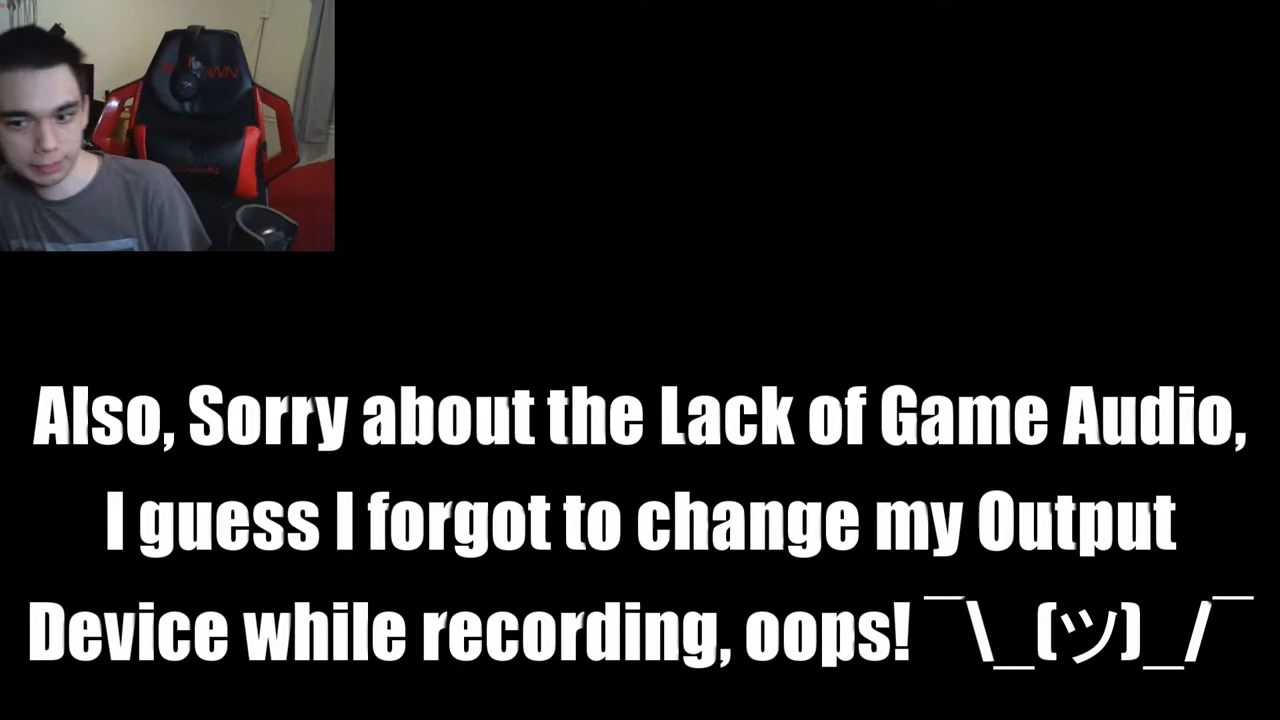 Also, Sorry about the Lack of Game Audio,
I guess I forgot to change my Output
Device while recording, oops! ¯\_(ツ)_/¯